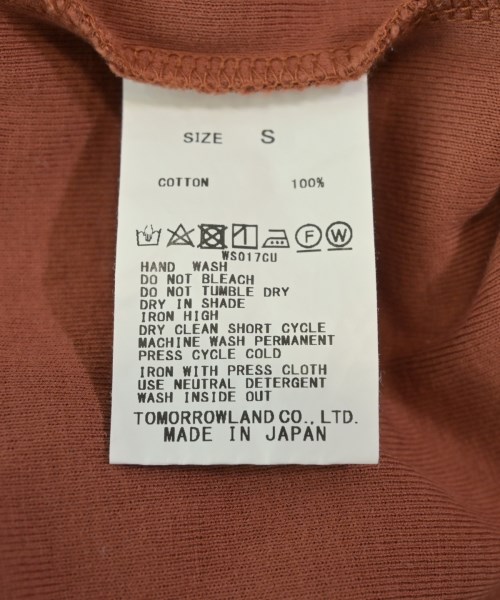 SIZE S
COTTON 100%
F W
WS017CU
HAND WASH
DO NOT BLEACH
DO NOT TUMBLE DRY
DRY IN SHADE
IRON HIGH
DRY CLEAN SHORT CYCLE
MACHINE WASH PERMANENT
PRESS CYCLE COLD
IRON WITH PRESS CLOTH
USE NEUTRAL DETERGENT
WASH INSIDE OUT
TOMORROWLAND CO., LTD.
MADE IN JAPAN